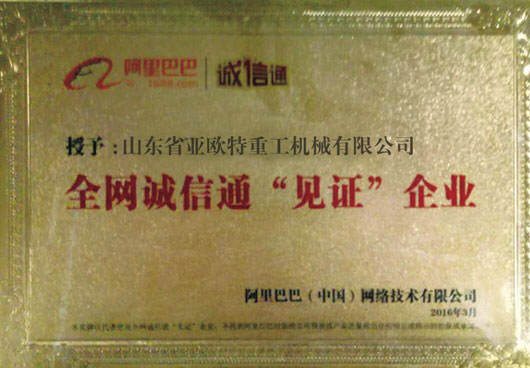 阿里巴巴 诚信通
1688.com
授予：山东省亚欧特重工机械有限公司
全网诚信通“见证”企业
阿里巴巴（中国）网络技术有限公司
2016年3月